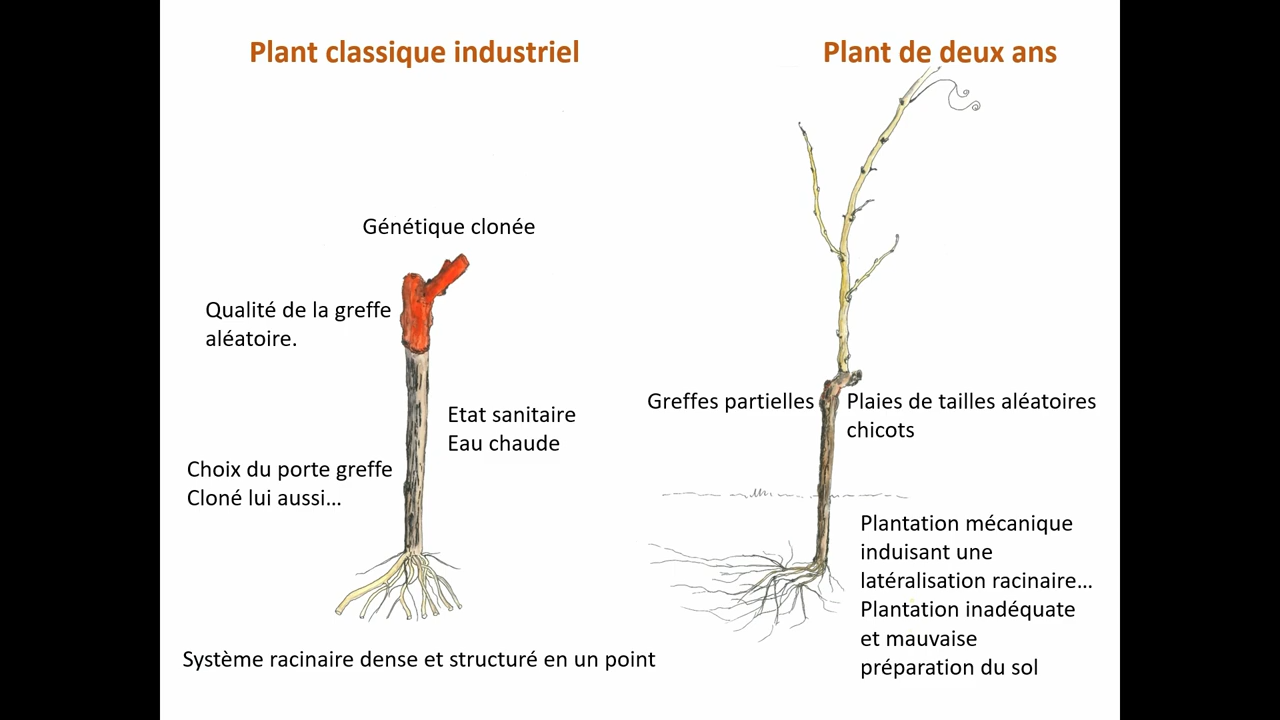 Plant classique industriel
Génétique clonée
Qualité de la greffe
aléatoire.
Etat sanitaire
Eau chaude
Choix du porte greffe
Cloné lui aussi…
Système racinaire dense et structuré en un point
Plant de deux ans
Greffes partielles
Plaies de tailles aléatoires
chicots
Plantation mécanique
induisant une
latéralisation racinaire…
Plantation inadéquate
et mauvaise
préparation du sol